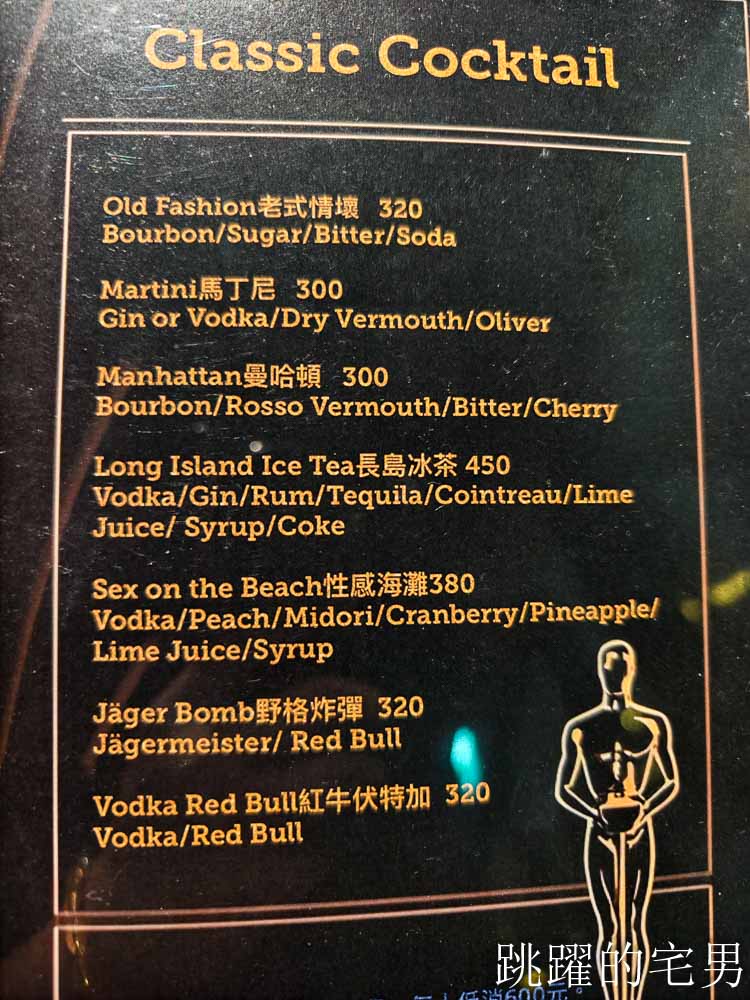 Classic Cocktail
Old Fashion老式情壞 320
Bourbon/Sugar/Bitter/Soda
Martini馬丁尼 300
Gin or Vodka/Dry Vermouth/Oliver
Manhattan曼哈頓 300
Bourbon/Rosso Vermouth/Bitter/Cherry
Long Island Ice Tea長島冰茶 450
Vodka/Gin/Rum/Tequila/Cointreau/Lime
Juice/ Syrup/Coke
Sex on the Beach性感海灘380
Vodka/Peach/Midori/Cranberry/Pineapple/
Lime Juice/Syrup
Jäger Bomb野格炸彈 320
Jägermeister/ Red Bull
Vodka Red Bull紅牛伏特加 320
Vodka/Red Bull
低消600元。
跳躍的宅男